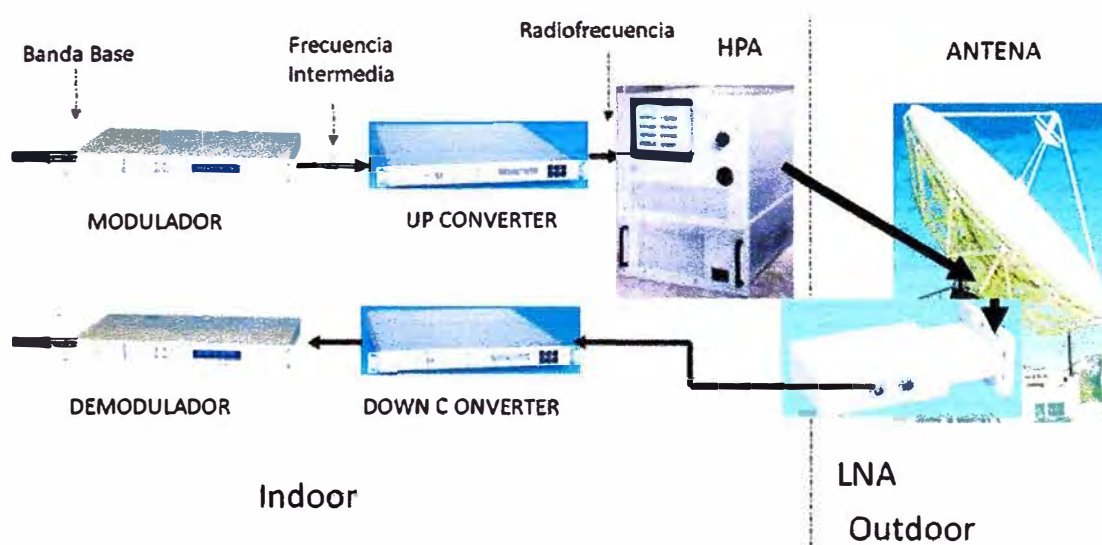 Banda Base
Frecuencia
Intermedia
Radiofrecuencia
HPA
ANTENA
MODULADOR
UP CONVERTER
DEMODULADOR
DOWN C ONVERTER
LNA
Indoor
Outdoor